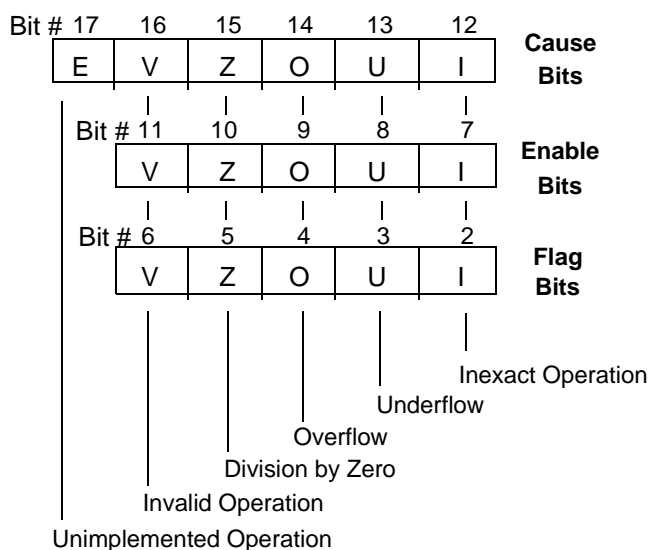 Bit # 17 16 15 14 13 12
E V Z O U I
Cause
Bits
Bit # 11 10 9 8 7
V Z O U I
Enable
Bits
Bit # 6 5 4 3 2
V Z O U I
Flag
Bits
Inexact Operation
Underflow
Overflow
Division by Zero
Invalid Operation
Unimplemented Operation